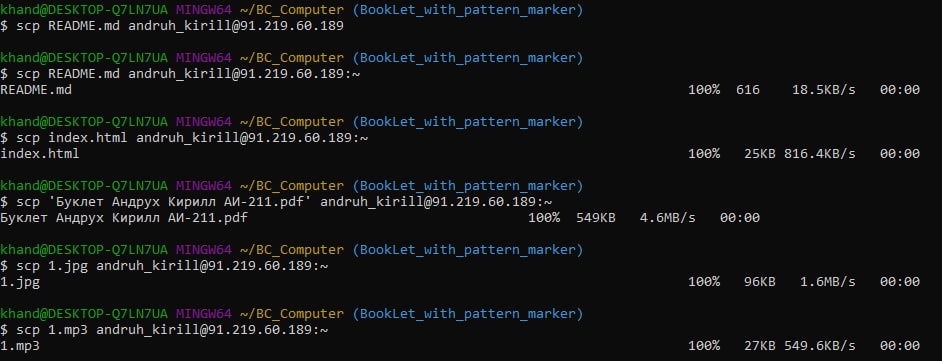 khand@DESKTOP-Q7LN7UA MINGW64 ~/BC_Computer (BookLet_with_pattern_marker)
$ scp README.md andruh_kirill@91.219.60.189
khand@DESKTOP-Q7LN7UA MINGW64 ~/BC_Computer (BookLet_with_pattern_marker)
$ scp README.md andruh_kirill@91.219.60.189:~
README.md 100% 616 18.5KB/s 00:00
khand@DESKTOP-Q7LN7UA MINGW64 ~/BC_Computer (BookLet_with_pattern_marker)
$ scp index.html andruh_kirill@91.219.60.189:~
index.html 100% 25KB 816.4KB/s 00:00
khand@DESKTOP-Q7LN7UA MINGW64 ~/BC_Computer (BookLet_with_pattern_marker)
$ scp 'Буклет Андрух Кирилл АИ-211.pdf' andruh_kirill@91.219.60.189:~
Буклет Андрух Кирилл АИ-211.pdf 100% 549KB 4.6MB/s 00:00
khand@DESKTOP-Q7LN7UA MINGW64 ~/BC_Computer (BookLet_with_pattern_marker)
$ scp 1.jpg andruh_kirill@91.219.60.189:~
1.jpg 100% 96KB 1.6MB/s 00:00
khand@DESKTOP-Q7LN7UA MINGW64 ~/BC_Computer (BookLet_with_pattern_marker)
$ scp 1.mp3 andruh_kirill@91.219.60.189:~
1.mp3 100% 27KB 549.6KB/s 00:00